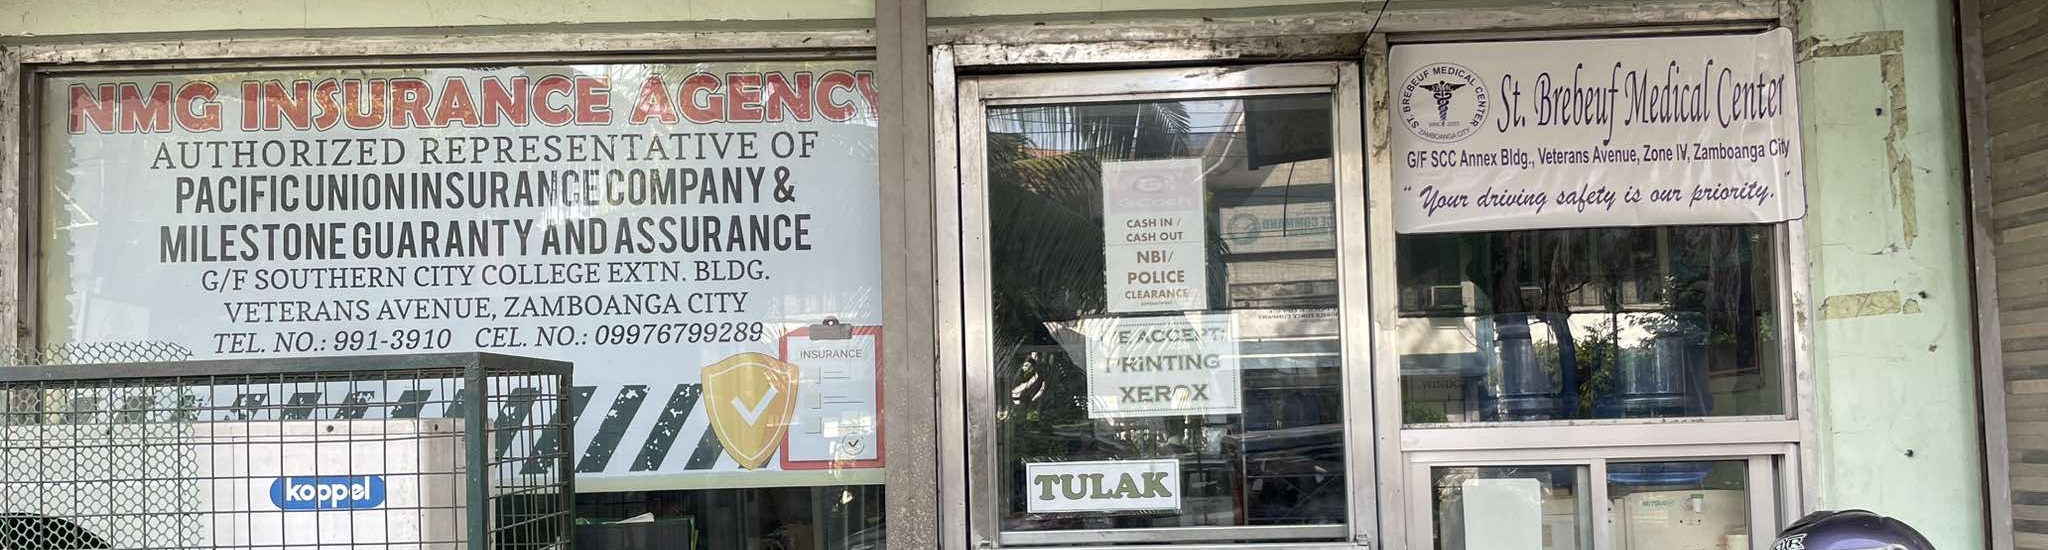 NMG INSURANCE AGENCY
AUTHORIZED REPRESENTATIVE OF
PACIFIC UNION INSURANCE COMPANY &
MILESTONE GUARANTY AND ASSURANCE
G/F SOUTHERN CITY COLLEGE EXTN. BLDG.
VETERANS AVENUE, ZAMBOANGA CITY
TEL. NO.: 991-3910 CEL. NO.: 09976799289
INSURANCE
koppel
GCash
CASH IN /
CASH OUT
NBI/
POLICE
CLEARANCE
E ACCEPT:
PRINTING
XEROX
TULAK
ST. BREBEUF MEDICAL CENTER
ZAMBOANGA CITY
St. Brebeuf Medical Center
G/F SCC Annex Bldg., Veterans Avenue, Zone IV, Zamboanga City
"Your driving safety is our priority."